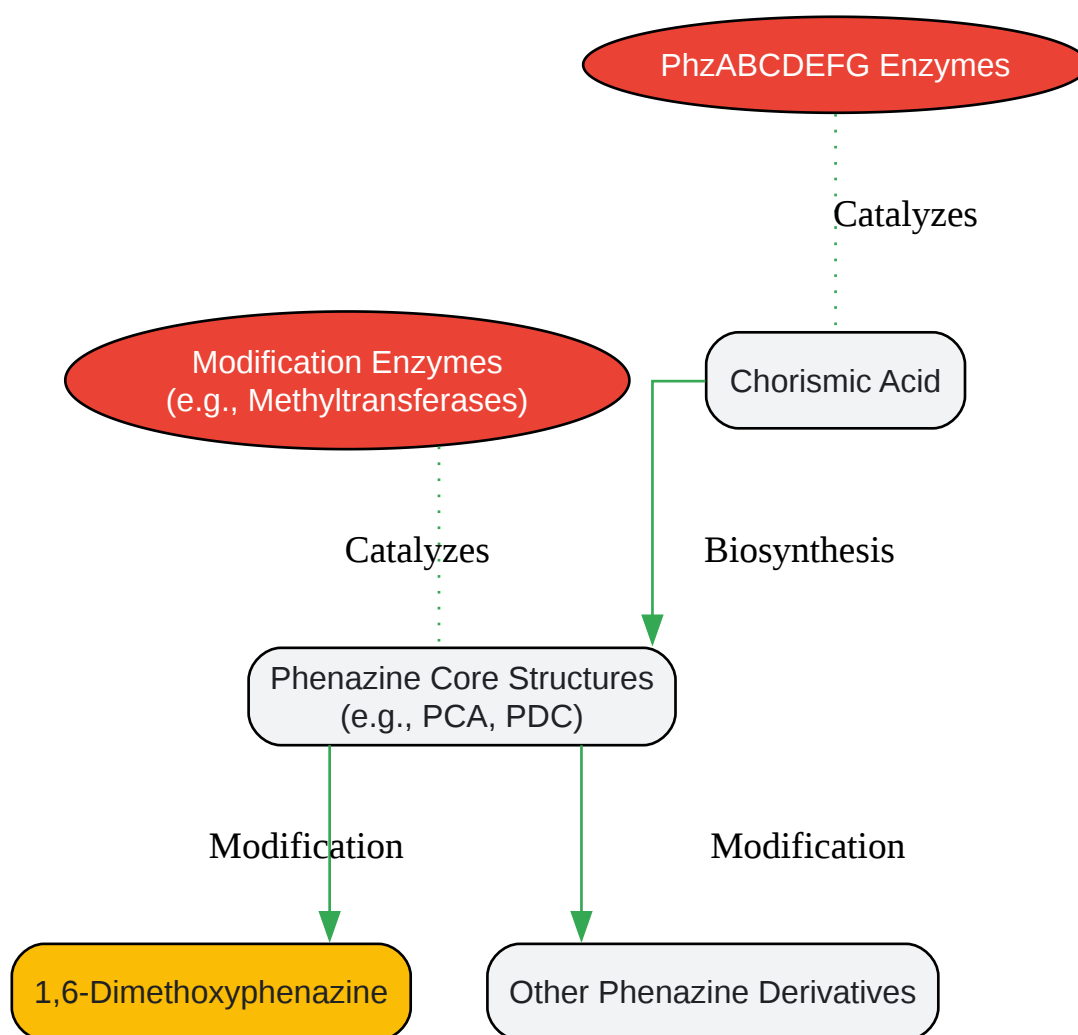 PhzABCDEFG Enzymes
Catalyzes
Modification Enzymes
(e.g., Methyltransferases)
Chorismic Acid
Catalyzes
Biosynthesis
Phenazine Core Structures
(e.g., PCA, PDC)
Modification
Modification
1,6-Dimethoxyphenazine
Other Phenazine Derivatives